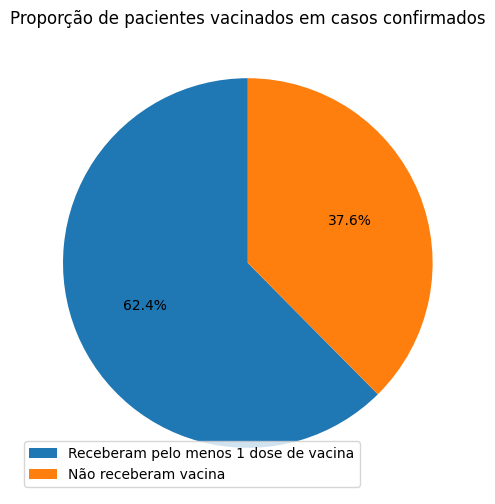 Proporção de pacientes vacinados em casos confirmados
37.6%
62.4%
Receberam pelo menos 1 dose de vacina
Não receberam vacina